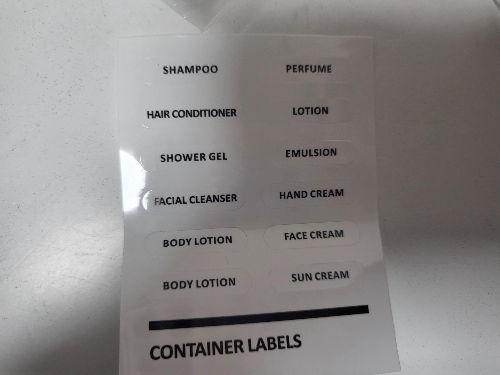 SHAMPOO
PERFUME
HAIR CONDITIONER
LOTION
SHOWER GEL
EMULSION
FACIAL CLEANSER
HAND CREAM
BODY LOTION
FACE CREAM
BODY LOTION
SUN CREAM
CONTAINER LABELS